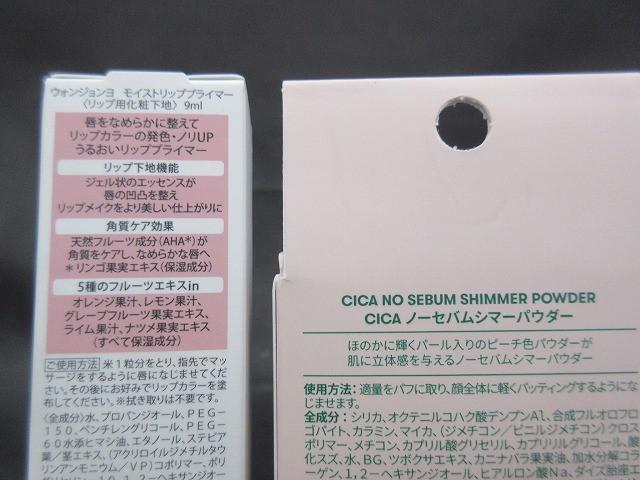 ウォンジョンヨ モイストリッププライマー
〈リップ用化粧下地〉 9ml
唇をなめらかに整えて
リップカラーの発色・ノリUP
うるおいリッププライマー
リップ下地機能
ジェル状のエッセンスが
唇の凹凸を整え
リップメイクをより美しい仕上がりに
角質ケア効果
天然フルーツ成分(AHA*)が
角質をケアし、なめらかな唇へ
*リンゴ果実エキス(保湿成分)
5種のフルーツエキスin
オレンジ果汁、レモン果汁、
グレープフルーツ果実エキス、
ライム果汁、ナツメ果実エキス
(すべて保湿成分)
ご使用方法 米1粒分をとり、指先でマッ
サージをするように唇になじませてくだ
さい。その後にお好みでリップカラーを塗
布してください。※拭き取りは不要です。
〈全成分〉水、プロパンジオール、PEG-
150、ペンチレングリコール、PEG-
60水添ヒマシ油、エタノール、ステビア
葉/茎エキス、(アクリロイルジメチルタウ
リンアンモニウム/VP)コポリマー、ポリ
CICA NO SEBUM SHIMMER POWDER
CICA ノーセバムシマーパウダー
ほのかに輝くパール入りのピーチ色パウダーが
肌に立体感を与えるノーセバムシマーパウダー
使用方法：適量をパフに取り、顔全体に軽くパッティングするようにな
じませます。
全成分：シリカ、オクテニルコハク酸デンプンAl、合成フルオロフロ
ゴパイト、カラミン、マイカ、(ジメチコン/ビニルジメチコン)クロス
ポリマー、メチコン、カプリル酸グリセリル、カプリリルグリコール、酸
化スズ、水、BG、ツボクサエキス、カニナバラ果実油、加水分解コラ
ーゲン、1,2-ヘキサンジオール、ヒアルロン酸Na、ダイズ胎座エ